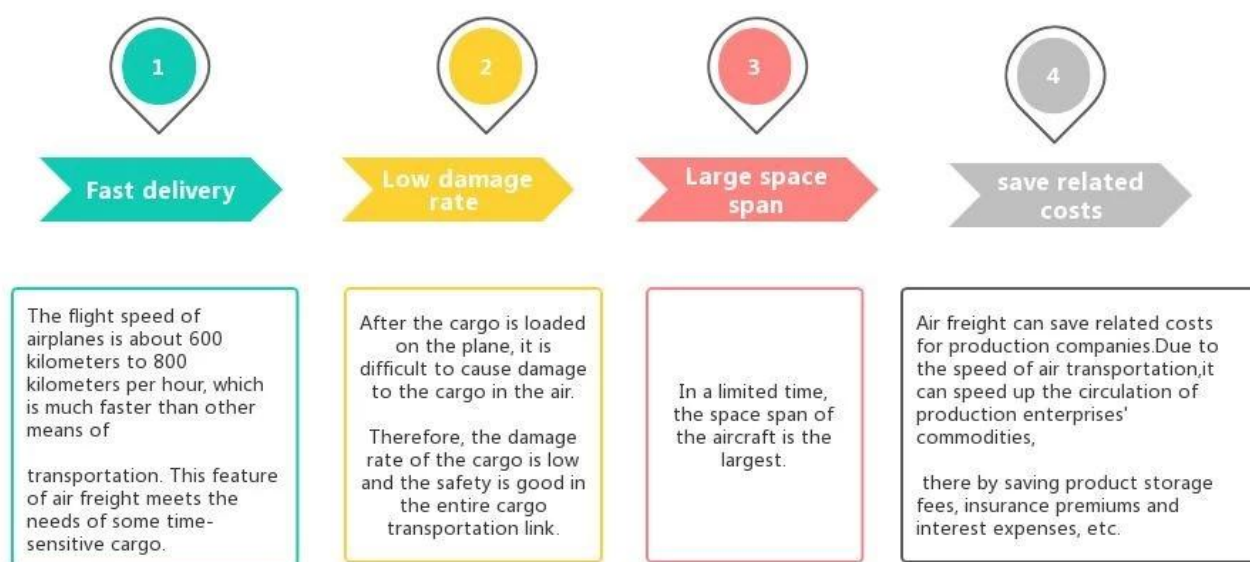 1
Fast delivery
The flight speed of
airplanes is about 600
kilometers to 800
kilometers per hour, which
is much faster than other
means of
transportation. This feature
of air freight meets the
needs of some time-
sensitive cargo.
2
Low damage
rate
After the cargo is loaded
on the plane, it is
difficult to cause damage
to the cargo in the air.
Therefore, the damage
rate of the cargo is low
and the safety is good in
the entire cargo
transportation link.
3
Large space
span
In a limited time,
the space span of
the aircraft is the
largest.
4
save related
costs
Air freight can save related costs
for production companies.Due to
the speed of air transportation,it
can speed up the circulation of
production enterprises'
commodities,
there by saving product storage
fees, insurance premiums and
interest expenses, etc.